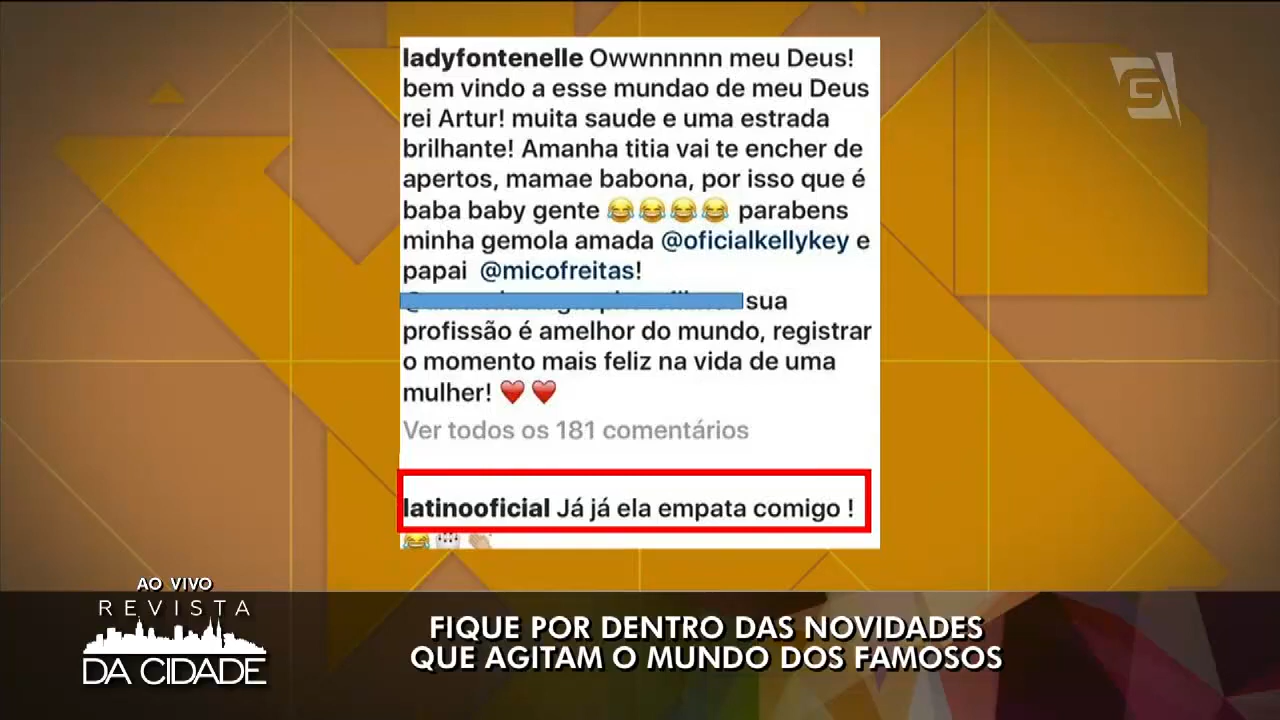 ladyfontenelle Owwnnnnn meu Deus!
bem vindo a esse mundao de meu Deus
rei Artur! muita saude e uma estrada
brilhante! Amanha titia vai te encher de
apertos, mamae babona, por isso que é
baba baby gente 😂😂😂😂 parabens
minha gemola amada @oficialkellykey e
papai @micofreitas!
sua
profissão é amelhor do mundo, registrar
o momento mais feliz na vida de uma
mulher! ❤️ ❤️
Ver todos os 181 comentários
latinooficial Já já ela empata comigo !
AO VIVO
REVISTA
DA CIDADE
FIQUE POR DENTRO DAS NOVIDADES
QUE AGITAM O MUNDO DOS FAMOSOS